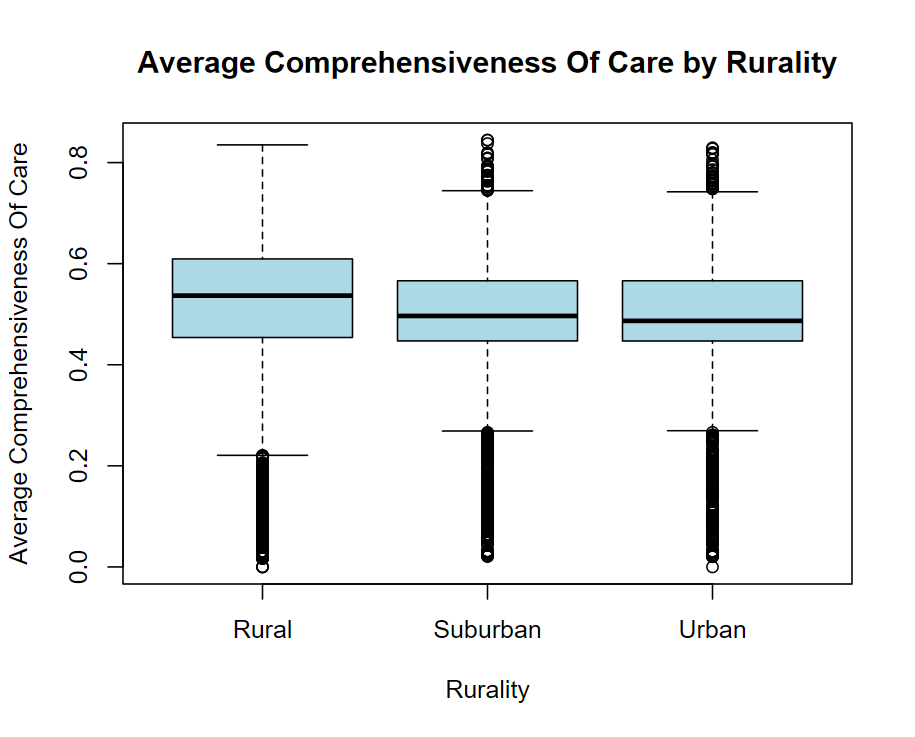 Average Comprehensiveness Of Care by Rurality
Average Comprehensiveness Of Care
0.8
0.6
0.4
0.2
0.0
Rural Suburban Urban
Rurality